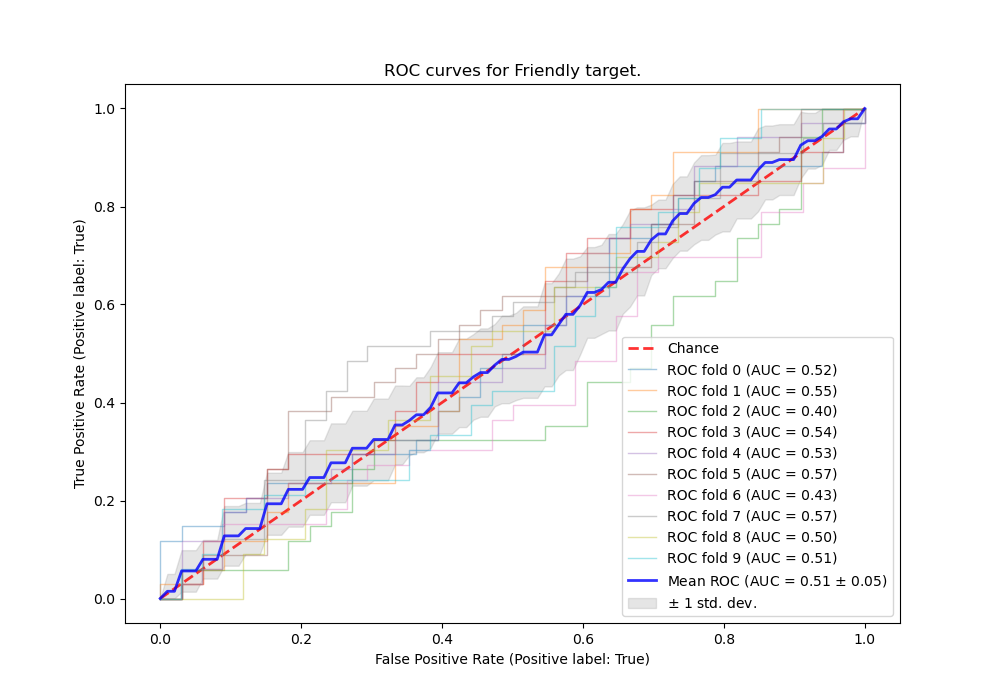 ROC curves for Friendly target.
True Positive Rate (Positive label: True)
1.0
0.8
0.6
0.4
0.2
0.0
0.0 0.2 0.4 0.6 0.8 1.0
False Positive Rate (Positive label: True)
Chance
ROC fold 0 (AUC = 0.52)
ROC fold 1 (AUC = 0.55)
ROC fold 2 (AUC = 0.40)
ROC fold 3 (AUC = 0.54)
ROC fold 4 (AUC = 0.53)
ROC fold 5 (AUC = 0.57)
ROC fold 6 (AUC = 0.43)
ROC fold 7 (AUC = 0.57)
ROC fold 8 (AUC = 0.50)
ROC fold 9 (AUC = 0.51)
Mean ROC (AUC = 0.51 ± 0.05)
± 1 std. dev.